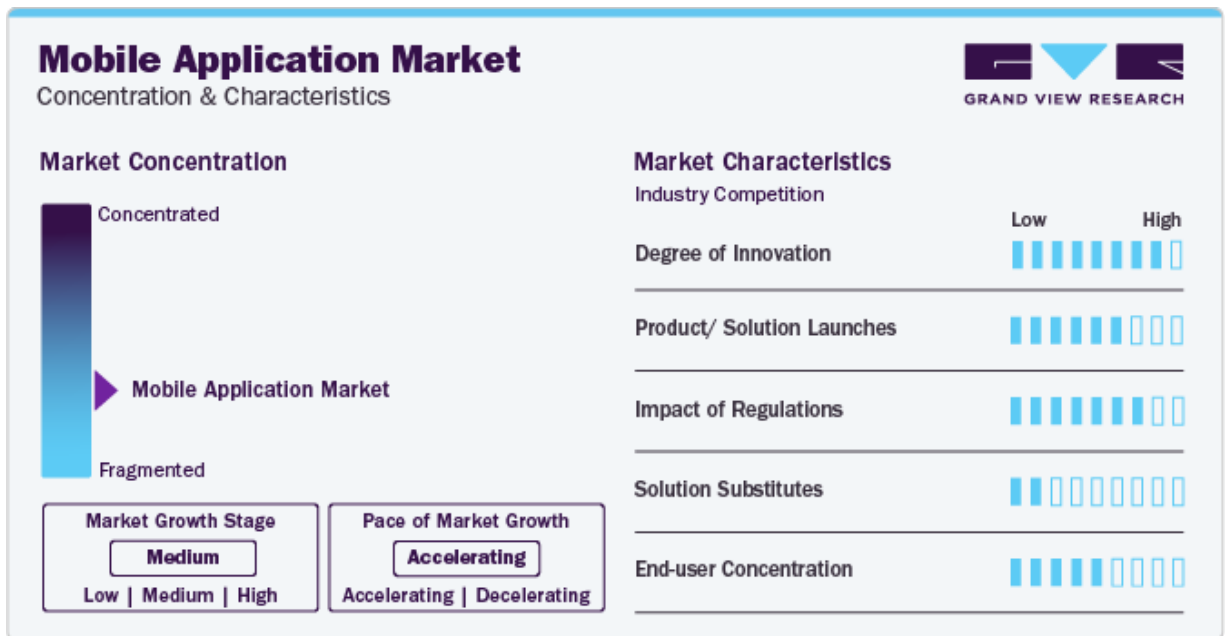 Mobile Application Market
Concentration & Characteristics
GRAND VIEW RESEARCH
Market Concentration
Concentrated
Mobile Application Market
Fragmented
Market Growth Stage
Medium
Low | Medium | High
Pace of Market Growth
Accelerating
Accelerating | Decelerating
Market Characteristics
Industry Competition
Low High
Degree of Innovation
Product/ Solution Launches
Impact of Regulations
Solution Substitutes
End-user Concentration